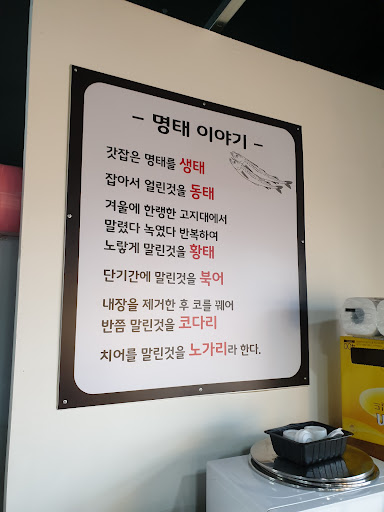 – 명태 이야기 –
갓잡은 명태를 생태
잡아서 얼린것을 동태
겨울에 한랭한 고지대에서
말렸다 녹였다 반복하여
노랗게 말린것을 황태
단기간에 말린것을 북어
내장을 제거한 후 코를 꿰어
반쯤 말린것을 코다리
치어를 말린것을 노가리라 한다.